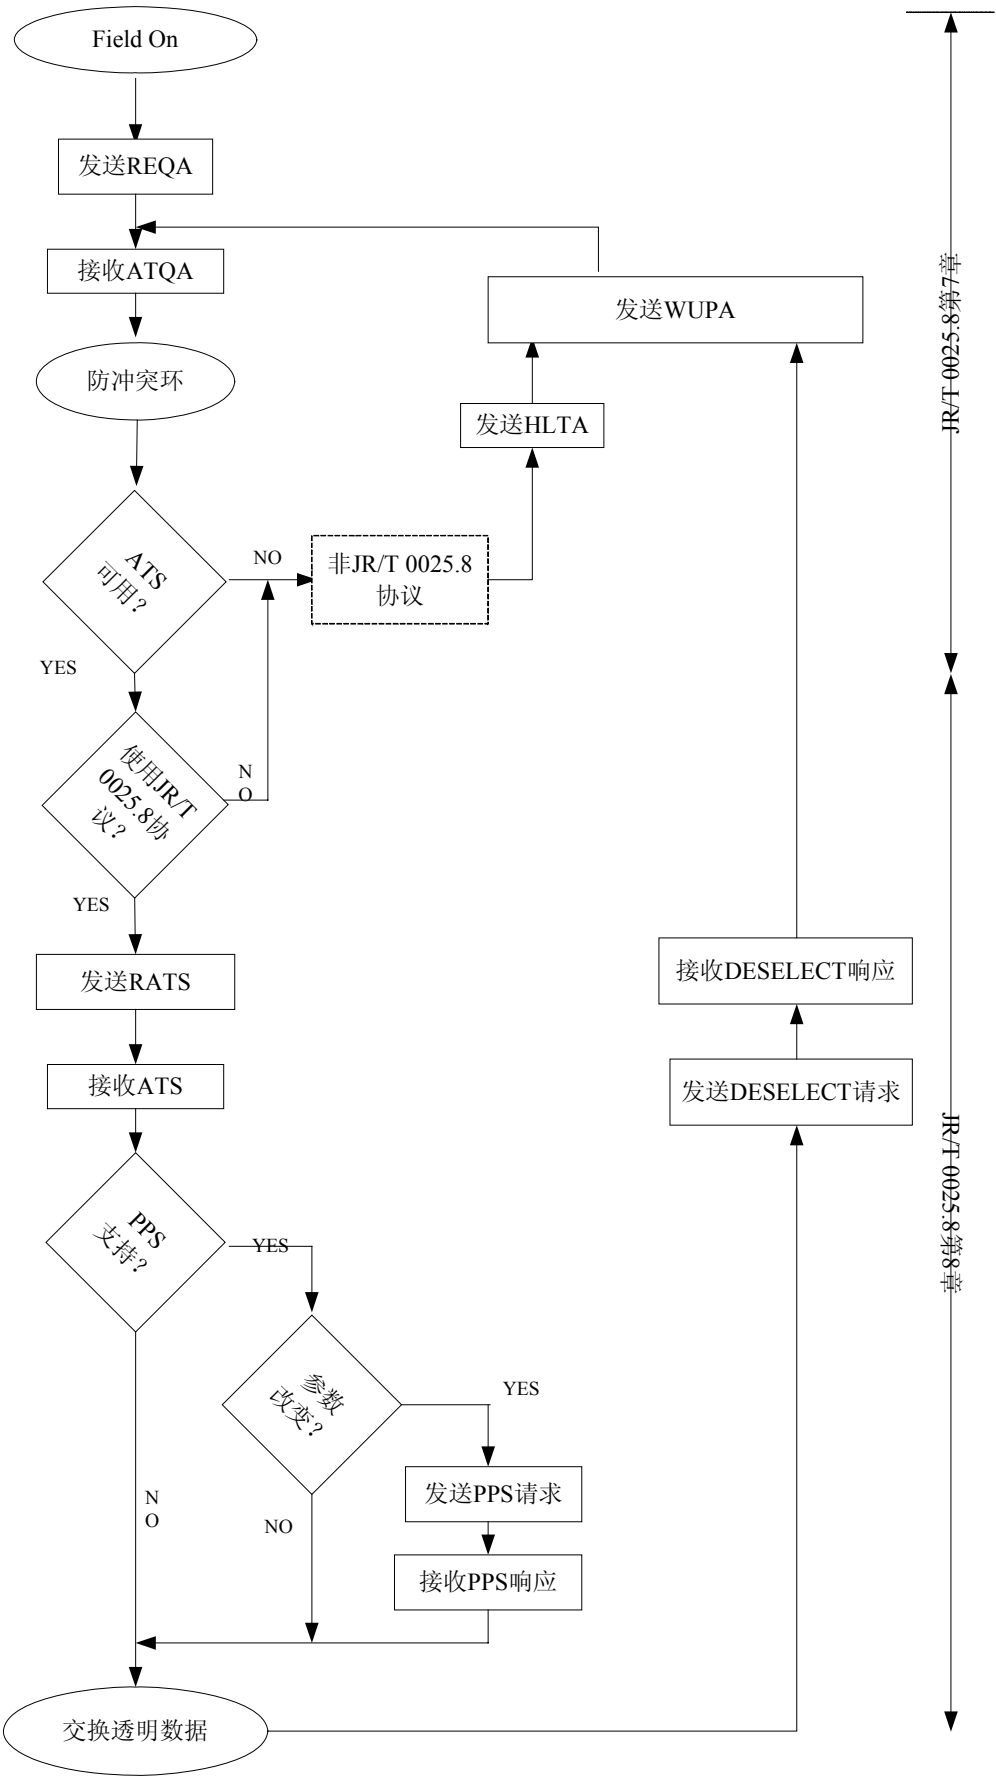 Field On
发送REQA
接收ATQA
发送WUPA
防冲突环
发送HLTA
ATS
可用?
NO
非JR/T 0025.8
协议
YES
使用JR/T
0025.8协
议?
N
O
YES
发送RATS
接收DESELECT响应
接收ATS
发送DESELECT请求
PPS
支持?
YES
参数
改变?
YES
发送PPS请求
N
O
NO
接收PPS响应
交换透明数据
JR/T 0025.8第7章
JR/T 0025.8第8章